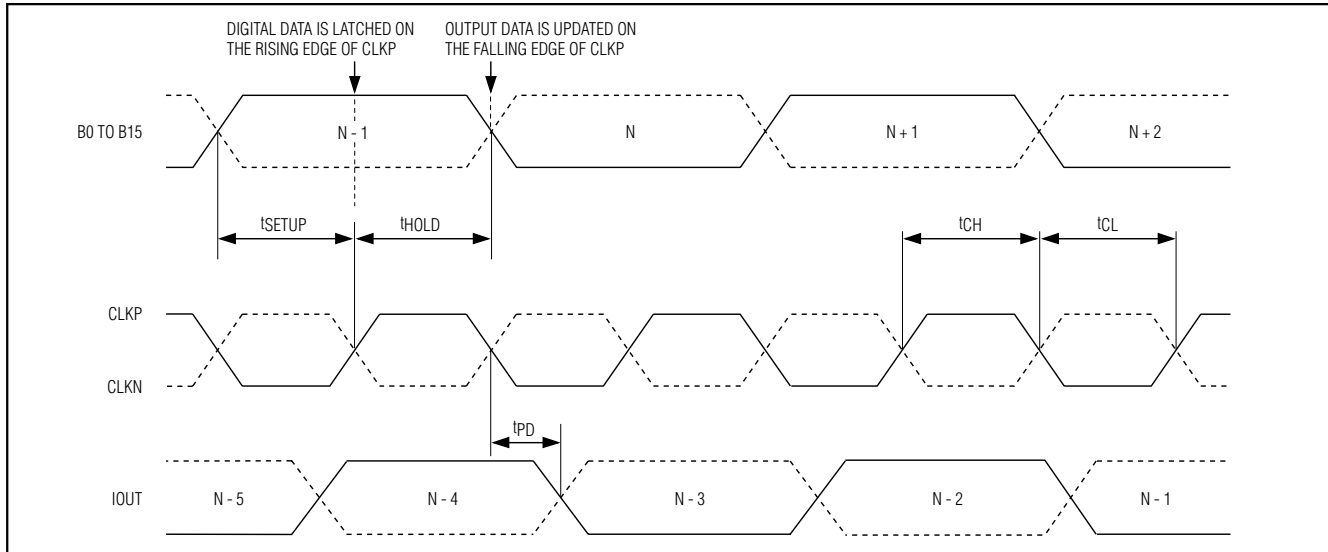 DIGITAL DATA IS LATCHED ON
THE RISING EDGE OF CLKP
OUTPUT DATA IS UPDATED ON
THE FALLING EDGE OF CLKP
B0 TO B15
N - 1
N
N + 1
N + 2
tSETUP
tHOLD
tCH
tCL
CLKP
CLKN
tPD
IOUT
N - 5
N - 4
N - 3
N - 2
N - 1